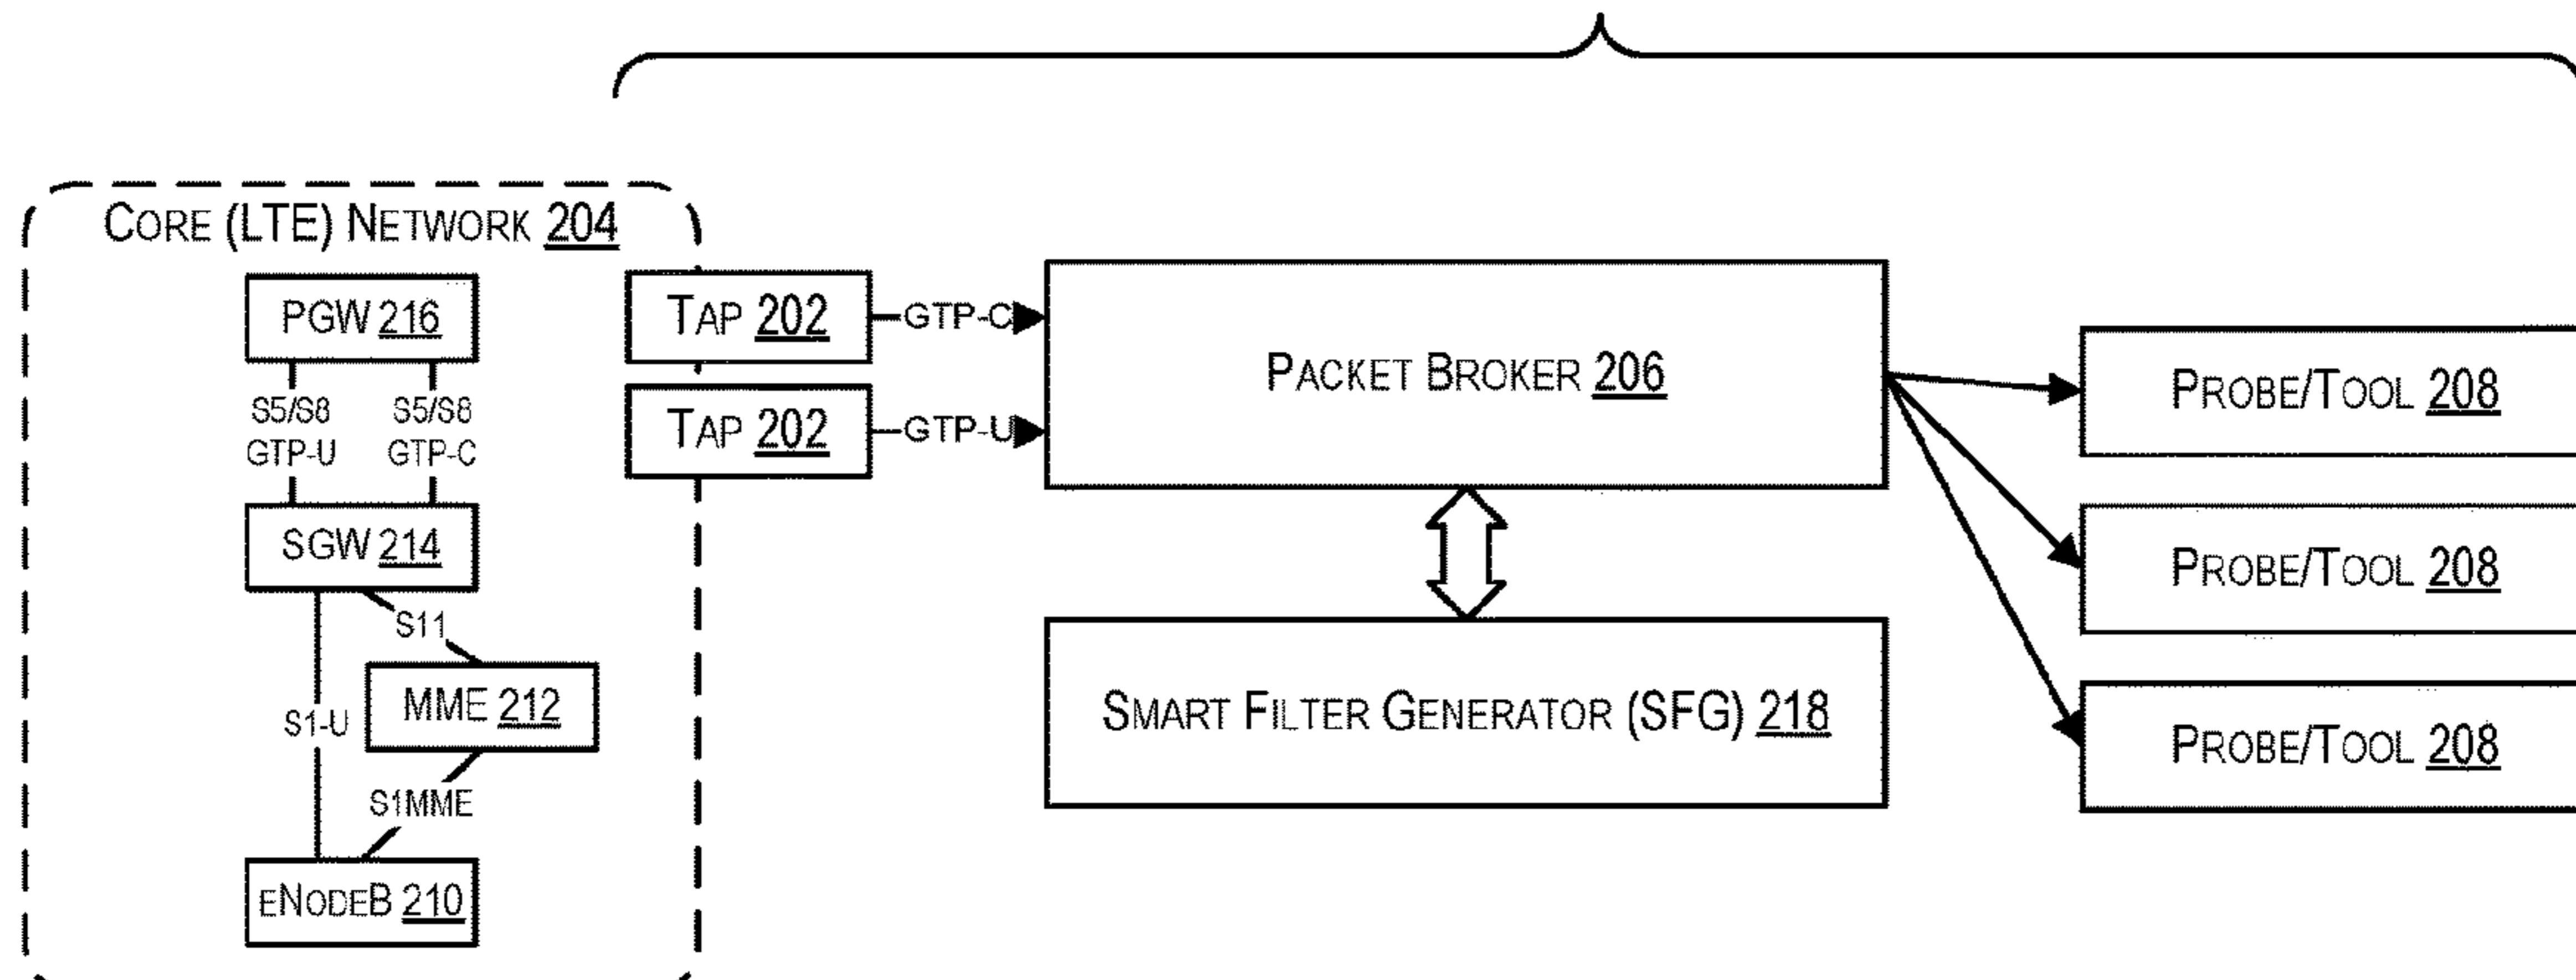 CORE (LTE) NETWORK 204
PGW 216
S5/S8
GTP-U
S5/S8
GTP-C
SGW 214
S11
S1-U
MME 212
S1MME
ENODEB 210
TAP 202
GTP-C
TAP 202
GTP-U
PACKET BROKER 206
SMART FILTER GENERATOR (SFG) 218
PROBE/TOOL 208
PROBE/TOOL 208
PROBE/TOOL 208